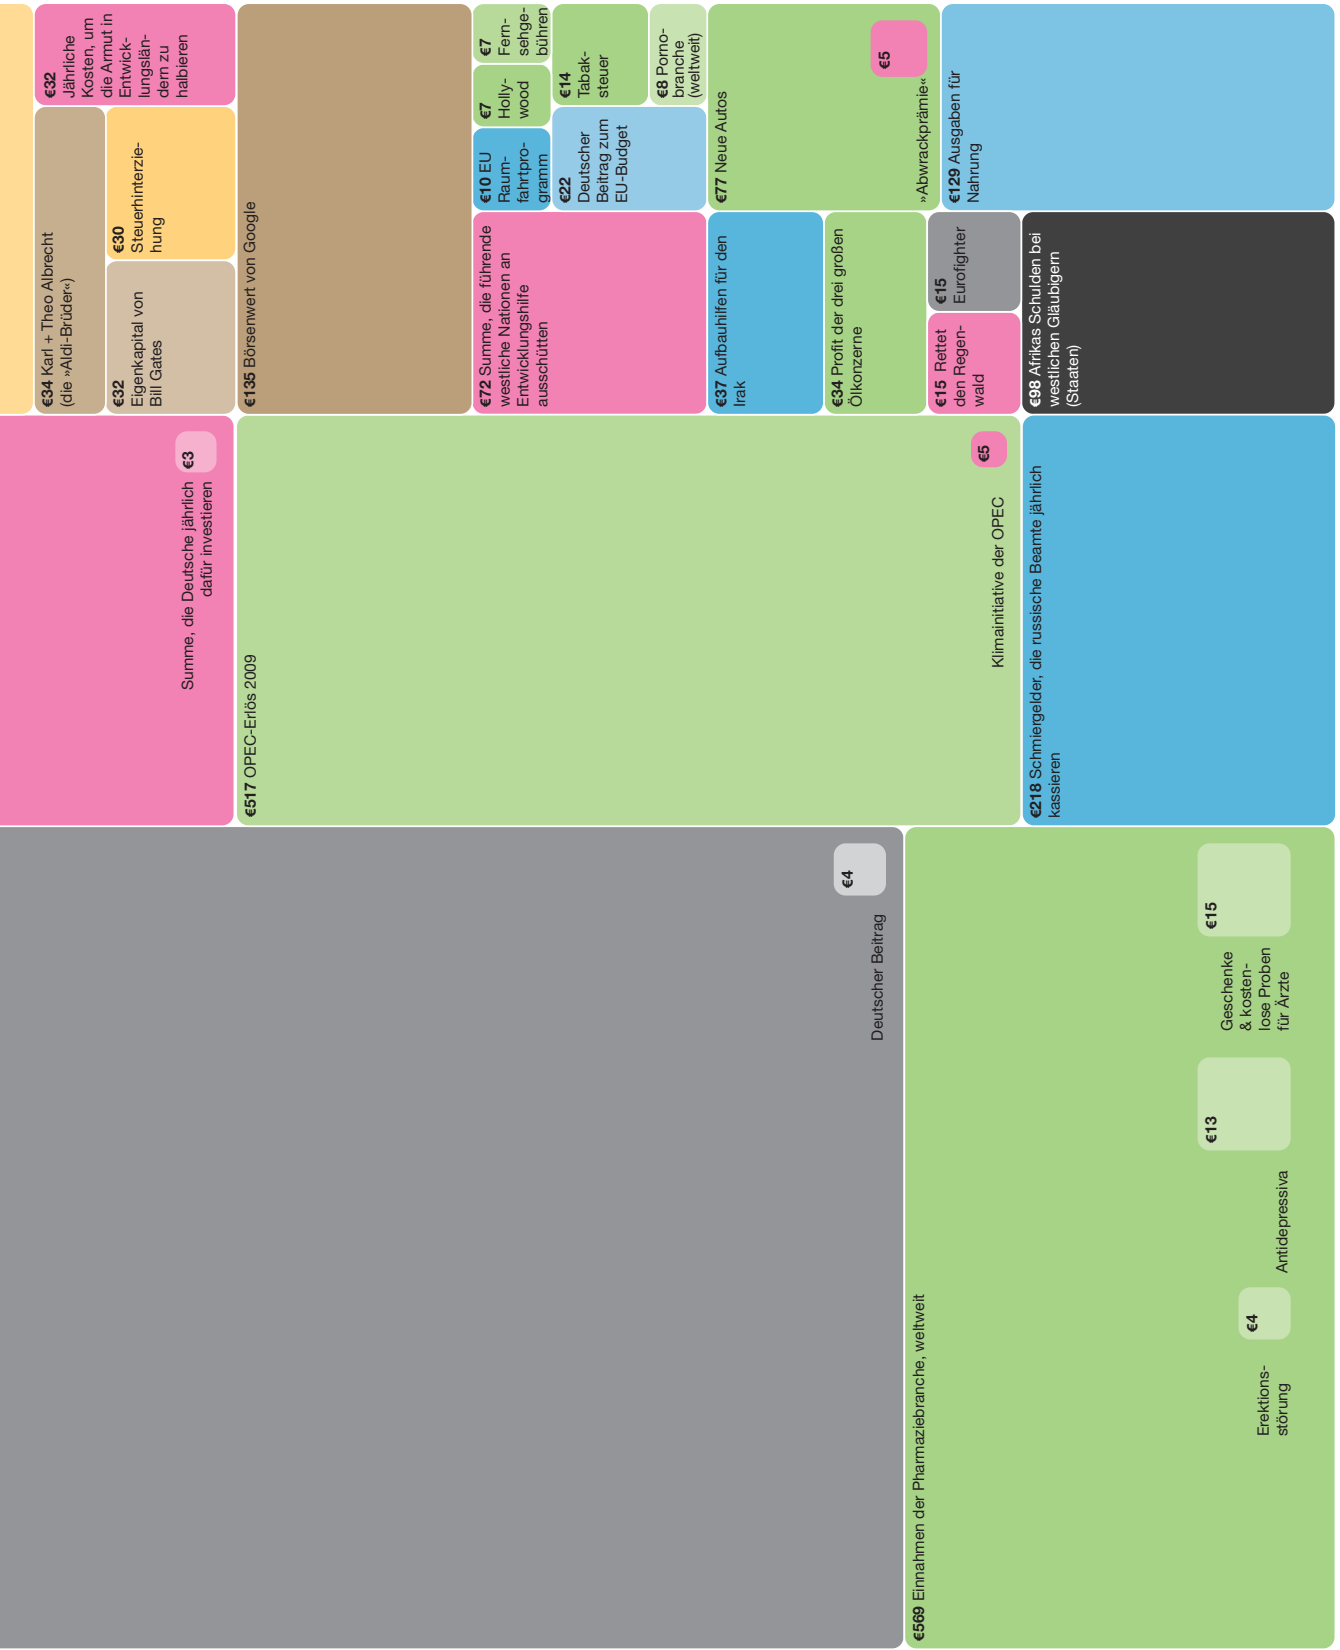 €32
Jährliche
Kosten, um
die Armut in
Entwick-
lungslän-
dern zu
halbieren
€34 Karl + Theo Albrecht
(die »Aldi-Brüder«)
€30
Steuerhinterzie-
hung
€32
Eigenkapital von
Bill Gates
€135 Börsenwert von Google
€7
Fern-
sehge-
bühren
€7
Holly-
wood
€10 EU
Raum-
fahrtpro-
gramm
€14
Tabak-
steuer
€8 Porno-
branche
(weltweit)
€22
Deutscher
Beitrag zum
EU-Budget
€72 Summe, die führende
westliche Nationen an
Entwicklungshilfe
ausschütten
€77 Neue Autos
€5
»Abwrackprämie«
€129 Ausgaben für
Nahrung
€37 Aufbauhilfen für den
Irak
€34 Profit der drei großen
Ölkonzerne
€15
Eurofighter
€15 Rettet
den Regen-
wald
€98 Afrikas Schulden bei
westlichen Gläubigern
(Staaten)
€3
Summe, die Deutsche jährlich
dafür investieren
€517 OPEC-Erlös 2009
€5
Klimainitiative der OPEC
€218 Schmiergelder, die russische Beamte jährlich
kassieren
€4
Deutscher Beitrag
€569 Einnahmen der Pharmaziebranche, weltweit
€15
Geschenke
& kosten-
lose Proben
für Ärzte
€13
Antidepressiva
€4
Erektions-
störung